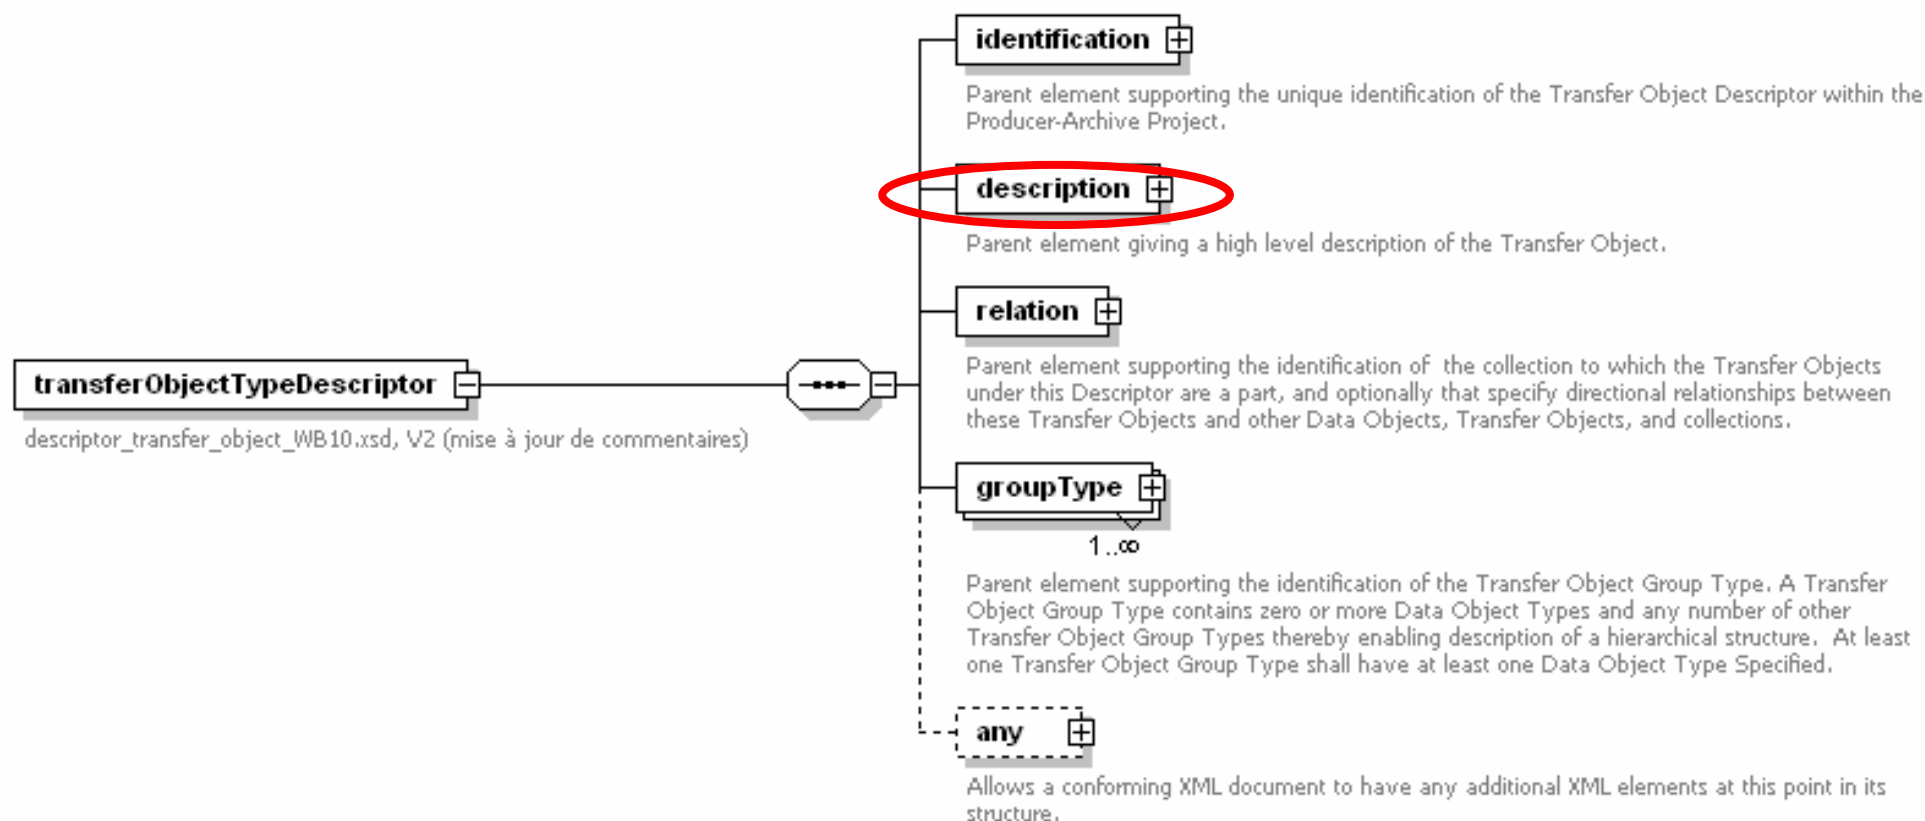 identification
Parent element supporting the unique identification of the Transfer Object Descriptor within the
Producer-Archive Project.
description
Parent element giving a high level description of the Transfer Object.
relation
Parent element supporting the identification of  the collection to which the Transfer Objects
under this Descriptor are a part, and optionally that specify directional relationships between
these Transfer Objects and other Data Objects, Transfer Objects, and collections.
transferObjectTypeDescriptor
descriptor_transfer_object_WB10.xsd, V2 (mise à jour de commentaires)
groupType
1..∞
Parent element supporting the identification of the Transfer Object Group Type. A Transfer
Object Group Type contains zero or more Data Object Types and any number of other
Transfer Object Group Types thereby enabling description of a hierarchical structure.  At least
one Transfer Object Group Type shall have at least one Data Object Type Specified.
any
Allows a conforming XML document to have any additional XML elements at this point in its
structure.